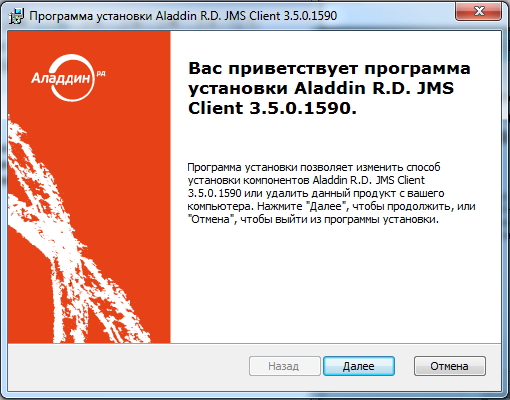 Программа установки Aladdin R.D. JMS Client 3.5.0.1590
Аладдин РД
Вас приветствует программа
установки Aladdin R.D. JMS
Client 3.5.0.1590.
Программа установки позволяет изменить способ
установки компонентов Aladdin R.D. JMS Client
3.5.0.1590 или удалить данный продукт с вашего
компьютера. Нажмите "Далее", чтобы продолжить, или
"Отмена", чтобы выйти из программы установки.
Назад
Далее
Отмена